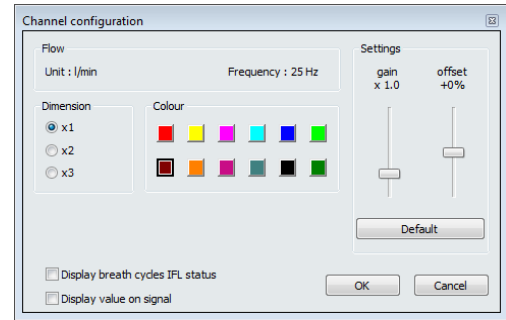 Channel configuration
Flow
Unit : l/min
Frequency : 25 Hz
Settings
gain
x 1.0
offset
+0%
Dimension
x1
x2
x3
Colour
Default
Display breath cycles IFL status
Display value on signal
OK
Cancel